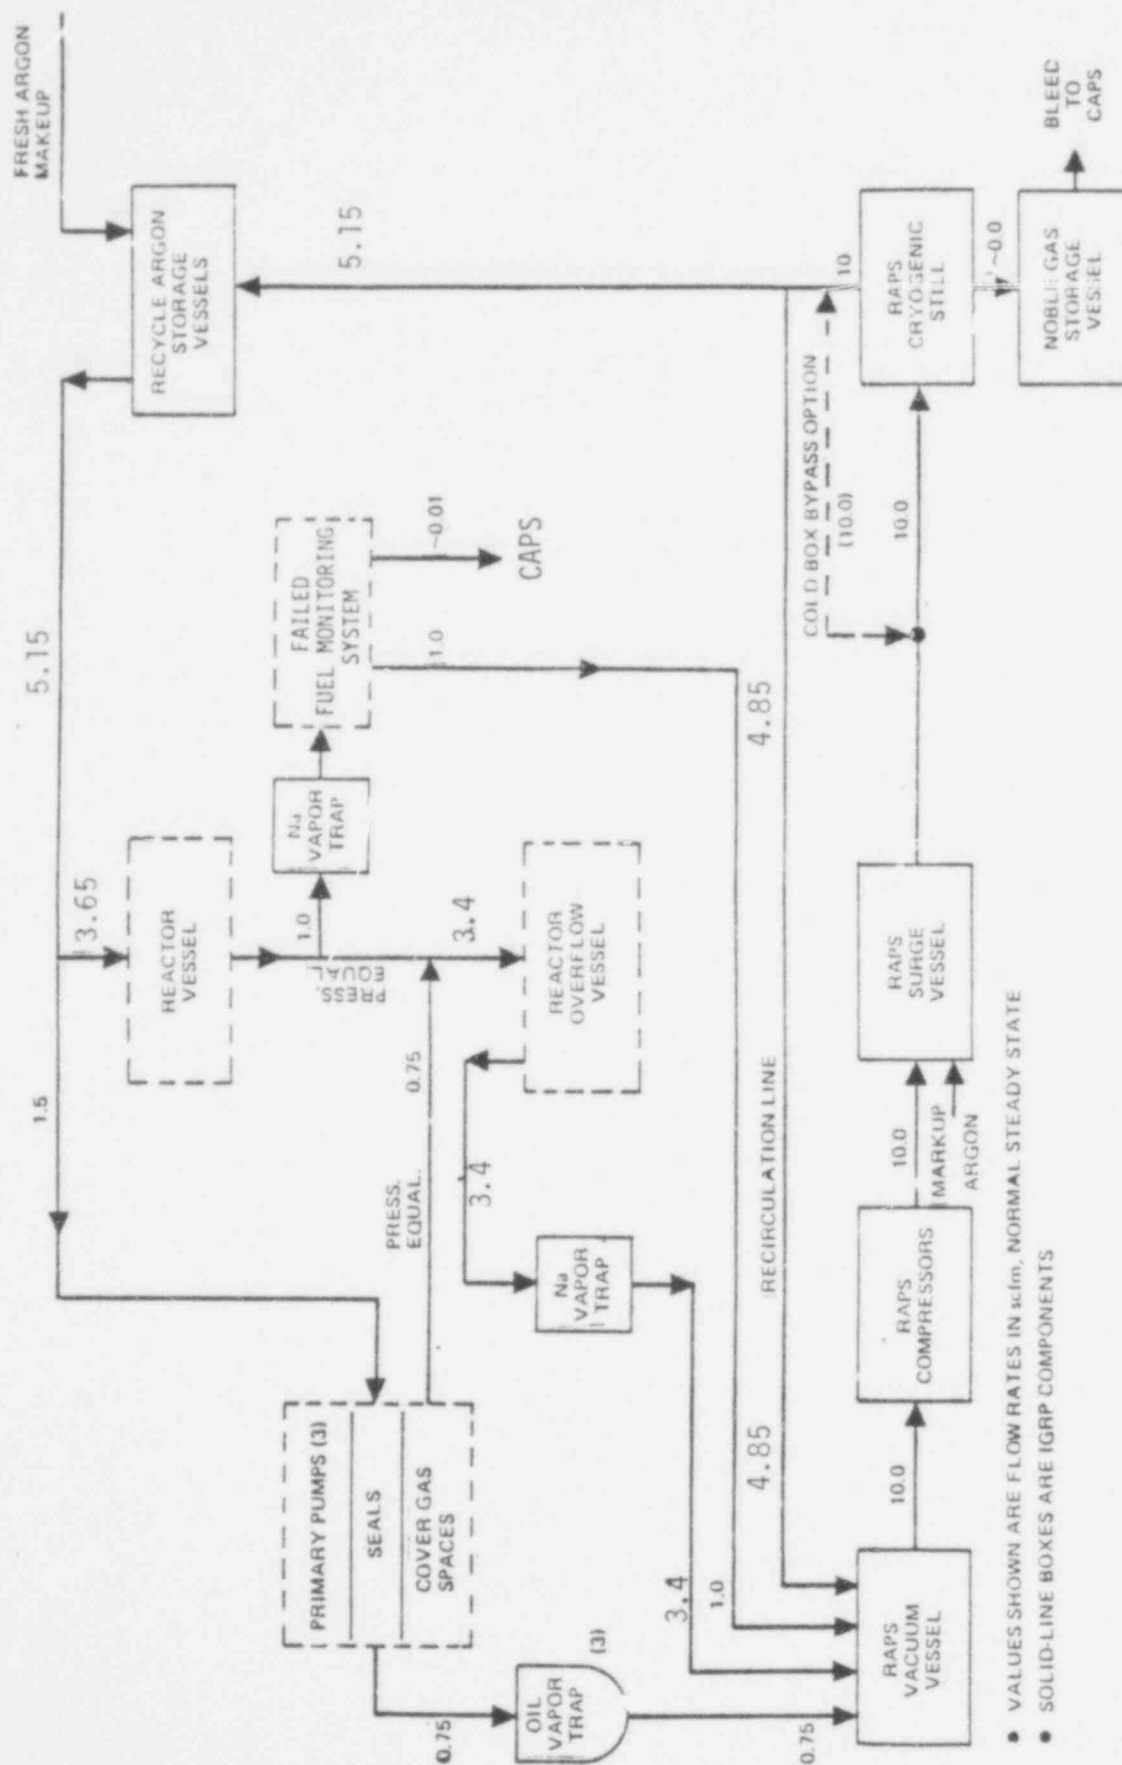 FRESH ARGON
MAKEUP
RECYCLE ARGON
STORAGE
VESSELS
5.15
5.15
1.5
3.65
REACTOR
VESSEL
1.0
PRESS.
EQUAL.
Na
VAPOR
TRAP
FAILED
FUEL MONITORING
SYSTEM
~0.01
CAPS
1.0
3.4
REACTOR
OVERFLOW
VESSEL
0.75
PRESS.
EQUAL.
3.4
Na
VAPOR
TRAP
PRIMARY PUMPS (3)
SEALS
COVER GAS
SPACES
0.75
OIL
VAPOR
TRAP
(3)
0.75
3.4
1.0
4.85
RECIRCULATION LINE
4.85
COLD BOX BYPASS OPTION
(10.0)
10
RAPS
VACUUM
VESSEL
10.0
RAPS
COMPRESSORS
10.0
MARKUP
ARGON
RAPS
SURGE
VESSEL
10.0
RAPS
CRYOGENIC
STILL
~0.0
NOBLE GAS
STORAGE
VESSEL
BLEED
TO
CAPS
● VALUES SHOWN ARE FLOW RATES IN scfm, NORMAL STEADY STATE
● SOLID-LINE BOXES ARE IGRP COMPONENTS